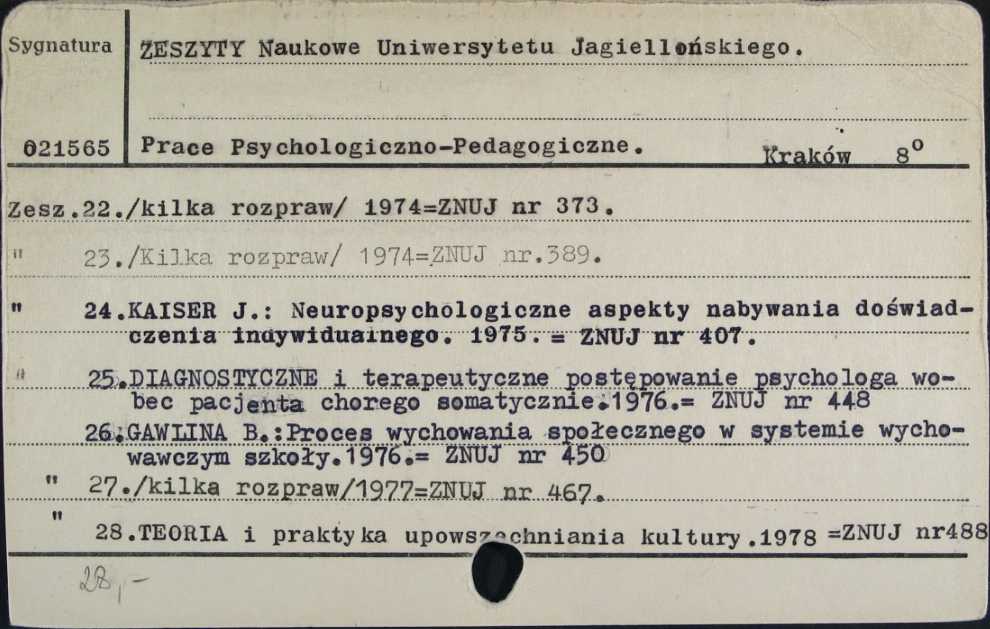 Sygnatura
ZESZYTY Naukowe Uniwersytetu Jagiellońskiego.
021565
Prace Psychologiczno-Pedagogiczne.
Kraków 8°
Zesz.22./kilka rozpraw/ 1974=ZNUJ nr 373.
" 23./Kilka rozpraw/ 1974=ZNUJ nr.389.
" 24.KAISER J.: Neuropsychologiczne aspekty nabywania doświad-
czenia indywidualnego. 1975. = ZNUJ nr 407.
" 25.DIAGNOSTYCZNE i terapeutyczne postępowanie psychologa wo-
bec pacjenta chorego somatycznie.1976.= ZNUJ nr 448
26.GAWLINA B.:Proces wychowania społecznego w systemie wycho-
wawczym szkoły.1976.= ZNUJ nr 450
" 27./kilka rozpraw/1977=ZNUJ nr 467.
" 28.TEORIA i praktyka upowszechniania kultury.1978 =ZNUJ nr488
28,-